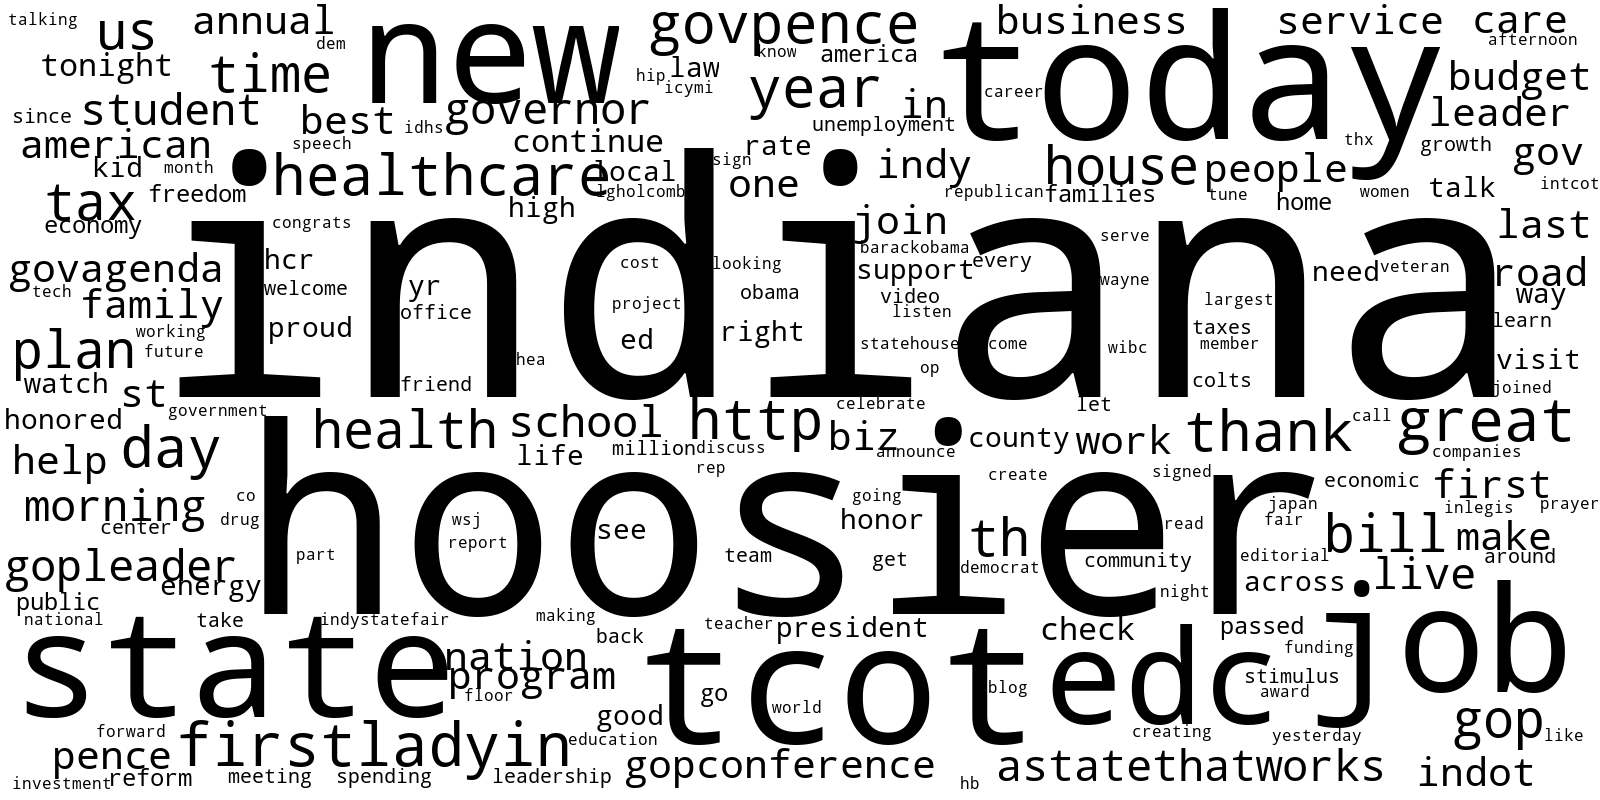 talking
us
annual
dem
new
govpence
business
service
care
afternoon
tonight
time
hip
law
icymi
know
america
today
budget
since
student
best
idhs
governor
year
in
career
leader
american
speech
continue
unemployment
rate
thx
growth
gov
kid
month
healthcare
local
sign
indy
house
people
intcot
tax
freedom
lgholcomb
one
republican
families
tune
women
talk
home
economy
congrats
high
join
last
indiana
govagenda
hcr
cost
looking
barackobama
support
every
serve
need
veteran
road
tech
family
welcome
yr
office
project
obama
video
listen
wayne
largest
way
working
future
proud
ed
right
statehouse
come
wibc
taxes
member
learn
plan
hea
op
visit
watch
st
friend
colts
joined
honored
government
health
school
http
celebrate
let
call
great
help
day
life
million
discuss
rep
biz
announce
county
work
thank
companies
hoosier
morning
center
co
drug
wsj
report
see
going
honor
create
signed
economic
first
japan
fair
inlegis
prayer
part
team
get
th
read
bill
make
gopleader
energy
democrat
community
editorial
around
public
night
across
live
national
take
indystatefair
making
back
teacher
president
check
passed
job
state
nation
program
floor
tcot
edc
funding
go
blog
stimulus
award
world
forward
firstladyin
good
education
creating
yesterday
gop
like
pence
investment
reform
meeting
spending
leadership
gopconference
hb
astatethatworks
indot